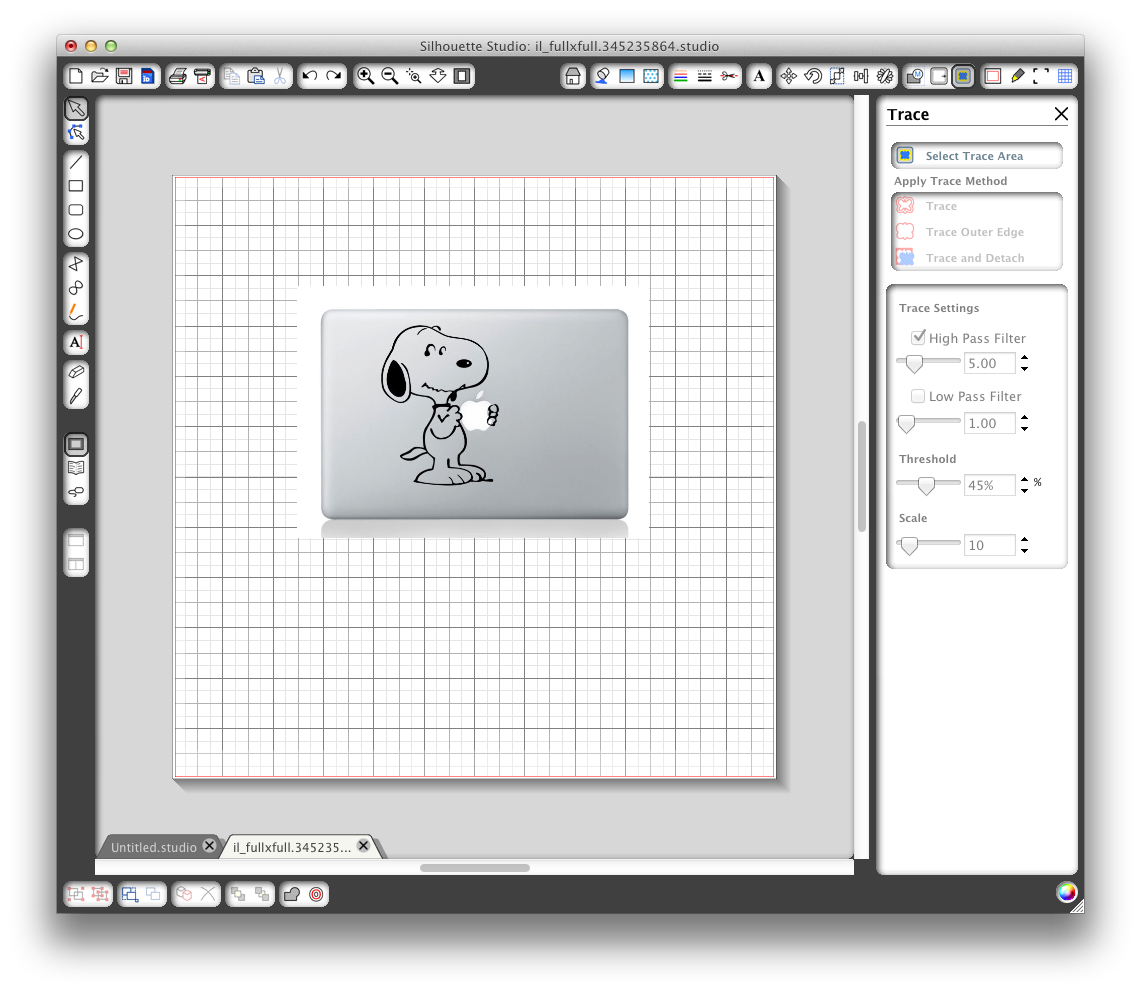 Silhouette Studio: il_fullxfull.345235864.studio
A
Trace
Select Trace Area
Apply Trace Method
Trace
Trace Outer Edge
Trace and Detach
Trace Settings
High Pass Filter
5.00
Low Pass Filter
1.00
Threshold
45% %
Scale
10
A
Untitled.studio
il_fullxfull.345235...